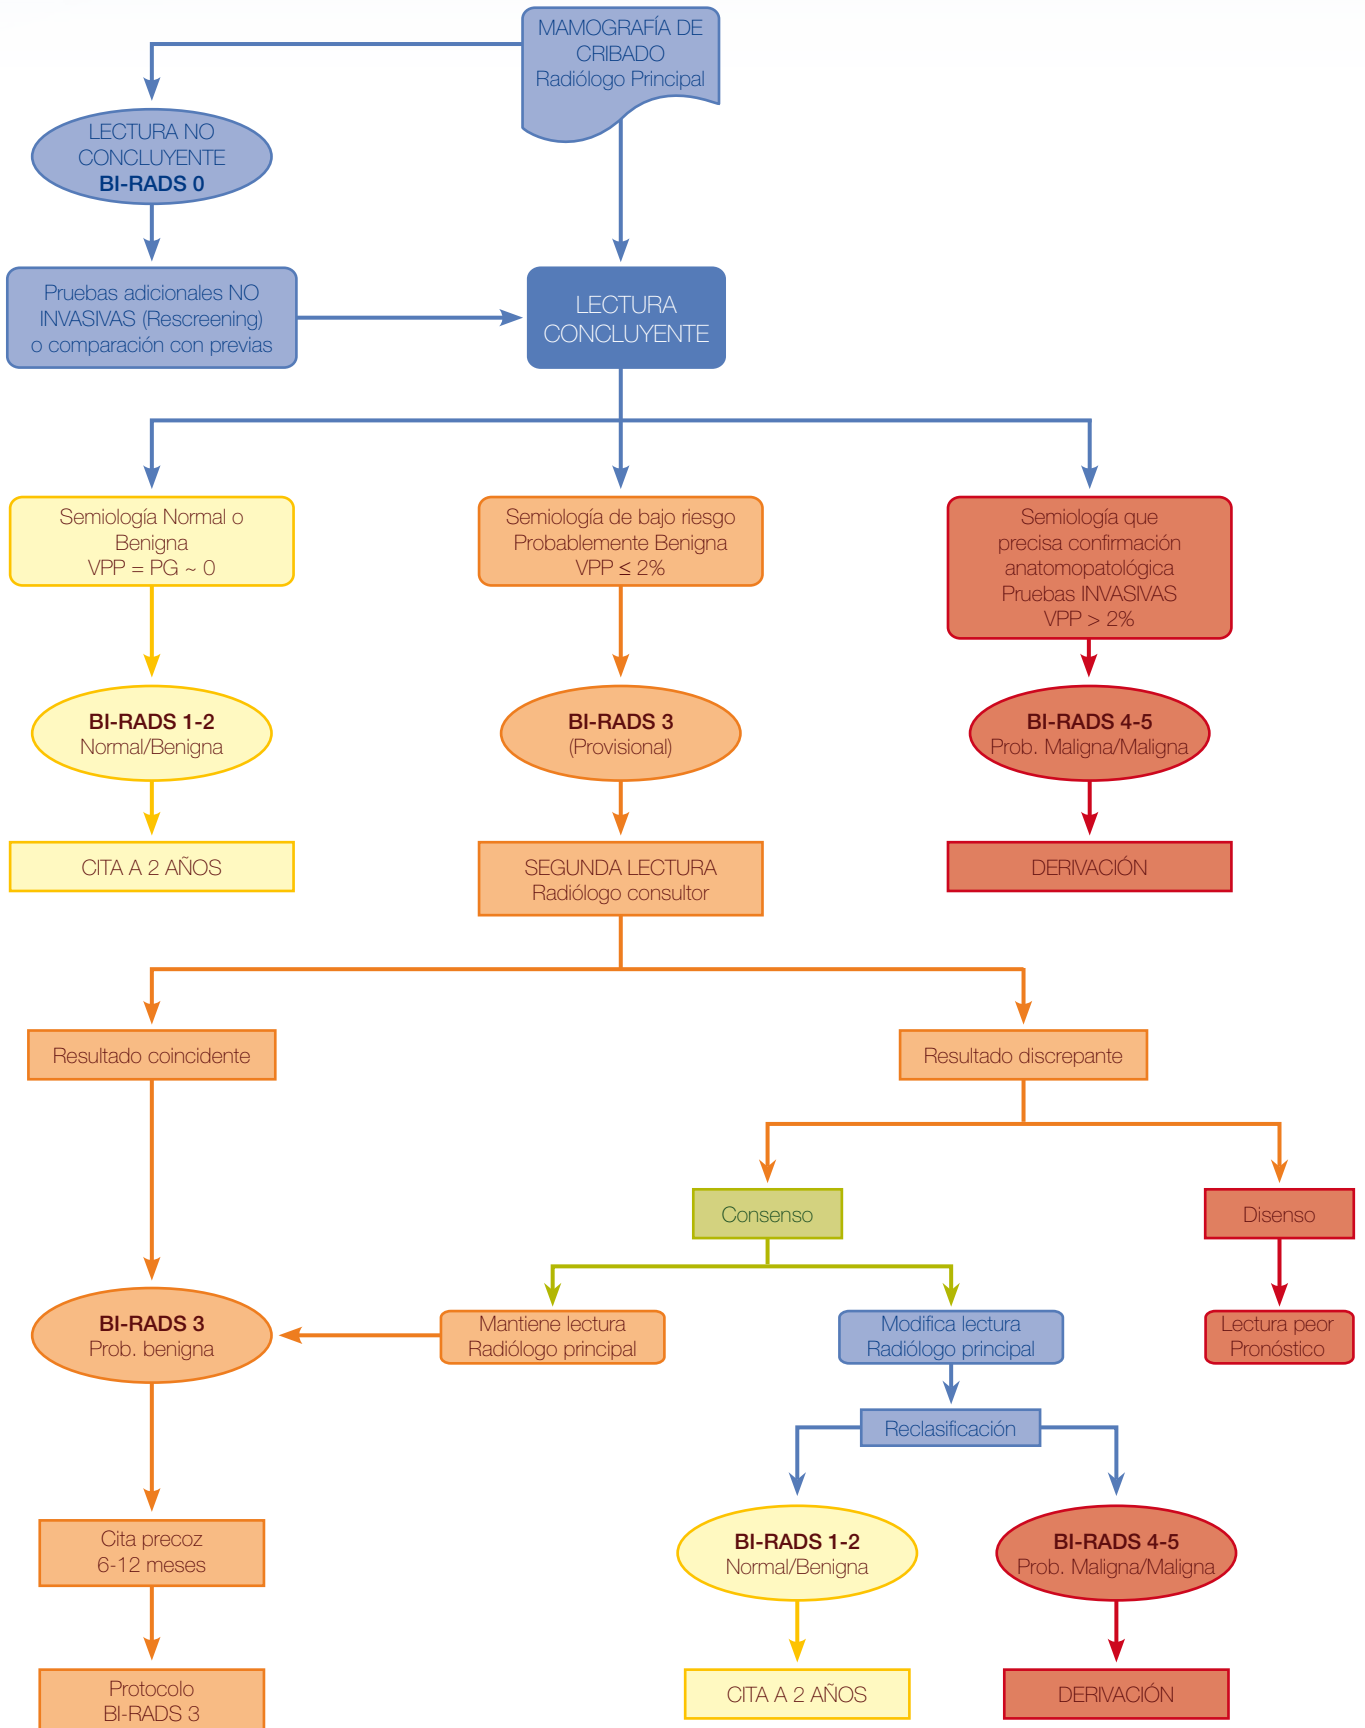 MAMOGRAFÍA DE
CRIBADO
Radiólogo Principal
LECTURA NO
CONCLUYENTE
BI-RADS 0
Pruebas adicionales NO
INVASIVAS (Rescreening)
o comparación con previas
LECTURA
CONCLUYENTE
Semiología Normal o
Benigna
VPP = PG ~ 0
Semiología de bajo riesgo
Probablemente Benigna
VPP ≤ 2%
Semiología que
precisa confirmación
anatomopatológica
Pruebas INVASIVAS
VPP > 2%
BI-RADS 1-2
Normal/Benigna
BI-RADS 3
(Provisional)
BI-RADS 4-5
Prob. Maligna/Maligna
CITA A 2 AÑOS
SEGUNDA LECTURA
Radiólogo consultor
DERIVACIÓN
Resultado coincidente
Resultado discrepante
Consenso
Disenso
BI-RADS 3
Prob. benigna
Mantiene lectura
Radiólogo principal
Modifica lectura
Radiólogo principal
Lectura peor
Pronóstico
Reclasificación
Cita precoz
6-12 meses
BI-RADS 1-2
Normal/Benigna
BI-RADS 4-5
Prob. Maligna/Maligna
Protocolo
BI-RADS 3
CITA A 2 AÑOS
DERIVACIÓN